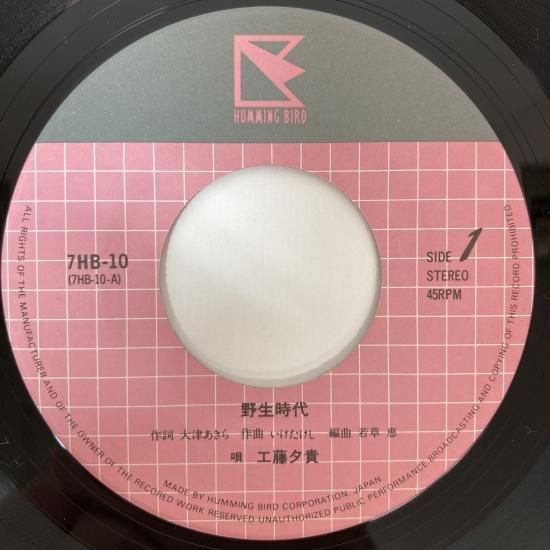 HUMMING BIRD
7HB-10
(7HB-10-A)
SIDE 1
STEREO
45RPM
野生時代
作詞 大津あきら 作曲 いけたけし 編曲 若草 恵
唄 工藤夕貴
MADE BY HUMMING BIRD CORPORATION, JAPAN
ALL RIGHTS OF THE MANUFACTURER AND OF THE OWNER OF THE RECORDED WORK RESERVED UNAUTHORIZED PUBLIC PERFORMANCE BROADCASTING AND COPYING OF THIS RECORD PROHIBITED